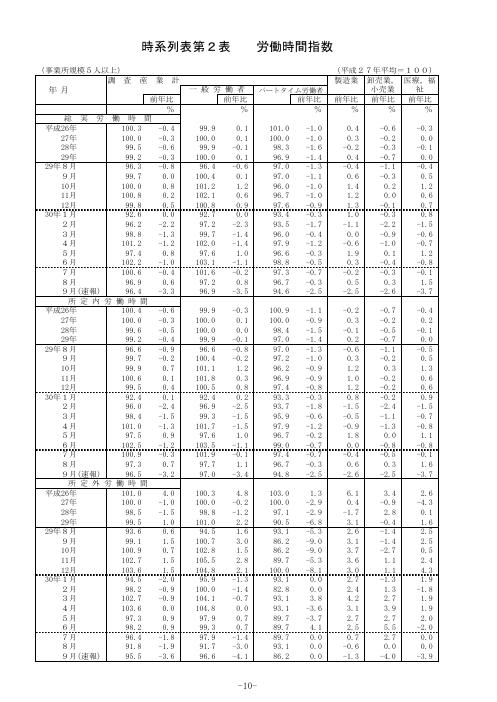 時系列表第２表　　労働時間指数
（事業所規模５人以上）　（平成２７年平均＝１００）
調　査　産　業　計　製造業　卸売業，　医療，福
年 月　一 般 労 働 者　パートタイム労働者　小売業　祉
前年比　前年比　前年比　前年比　前年比　前年比
％　％　％　％　％　％
総　実　労　働　時　間
平成26年 100.3 -0.4 99.9 0.1 101.0 -1.0 0.4 -0.6 -0.3
27年 100.0 -0.3 100.0 0.1 100.0 -1.0 0.3 -0.2 0.0
28年 99.5 -0.6 99.9 -0.1 98.3 -1.6 -0.2 -0.3 -0.1
29年 99.2 -0.3 100.0 0.1 96.9 -1.4 0.4 -0.7 0.0
29年８月 96.3 -0.8 96.4 -0.6 97.0 -1.3 -0.4 -1.1 -0.4
９月 99.7 0.0 100.4 0.1 97.0 -1.1 0.6 -0.3 0.5
10月 100.0 0.8 101.2 1.2 96.0 -1.0 1.4 0.2 1.2
11月 100.8 0.2 102.1 0.6 96.7 -1.0 1.2 0.0 0.6
12月 99.8 0.5 100.8 0.9 97.6 -0.9 1.3 -0.1 0.7
30年１月 92.6 0.0 92.7 0.0 93.4 -0.3 1.0 -0.3 0.8
２月 96.2 -2.2 97.2 -2.3 93.5 -1.7 -1.1 -2.2 -1.5
３月 98.8 -1.3 99.7 -1.4 96.0 -0.4 0.0 -0.9 -0.6
４月 101.2 -1.2 102.0 -1.4 97.9 -1.2 -0.6 -1.0 -0.7
５月 97.4 0.8 97.6 1.0 96.6 -0.3 1.9 0.1 1.2
６月 102.2 -1.0 103.1 -1.1 98.8 -0.5 0.3 -0.4 -0.8
７月 100.6 -0.4 101.6 -0.2 97.3 -0.7 -0.2 -0.3 -0.1
８月 96.9 0.6 97.2 0.8 96.7 -0.3 0.5 0.3 1.5
９月(速報) 96.4 -3.3 96.9 -3.5 94.6 -2.5 -2.5 -2.6 -3.7
所 定 内 労 働 時 間
平成26年 100.4 -0.6 99.9 -0.3 100.9 -1.1 -0.2 -0.7 -0.4
27年 100.0 -0.3 100.0 0.1 100.0 -0.9 0.3 -0.2 0.2
28年 99.6 -0.5 100.0 0.0 98.4 -1.5 -0.1 -0.5 -0.1
29年 99.2 -0.4 99.9 -0.1 97.0 -1.4 0.2 -0.7 0.0
29年８月 96.6 -0.9 96.6 -0.8 97.0 -1.3 -0.6 -1.1 -0.5
９月 99.7 -0.2 100.4 -0.2 97.2 -1.0 0.3 -0.2 0.5
10月 99.9 0.7 101.1 1.2 96.2 -0.9 1.2 0.3 1.3
11月 100.6 0.1 101.8 0.3 96.9 -0.9 1.0 -0.2 0.6
12月 99.5 0.4 100.5 0.8 97.4 -0.8 1.2 -0.2 0.6
30年１月 92.4 0.1 92.4 0.2 93.3 -0.3 0.8 -0.2 0.9
２月 96.0 -2.4 96.9 -2.5 93.7 -1.8 -1.5 -2.4 -1.5
３月 98.4 -1.5 99.3 -1.5 95.9 -0.6 -0.5 -1.1 -0.7
４月 101.0 -1.3 101.7 -1.5 97.9 -1.2 -0.9 -1.3 -0.8
５月 97.5 0.9 97.6 1.0 96.7 -0.2 1.8 0.0 1.1
６月 102.5 -1.2 103.5 -1.1 99.0 -0.7 0.0 -0.8 -0.8
７月 100.9 -0.3 101.9 -0.1 97.4 -0.7 -0.4 -0.5 -0.1
８月 97.3 0.7 97.7 1.1 96.7 -0.3 0.6 0.3 1.6
９月(速報) 96.5 -3.2 97.0 -3.4 94.8 -2.5 -2.6 -2.5 -3.7
所 定 外 労 働 時 間
平成26年 101.0 4.0 100.3 4.8 103.0 1.3 6.1 3.4 2.6
27年 100.0 -1.0 100.0 -0.2 100.0 -2.9 0.4 -0.9 -4.3
28年 98.5 -1.5 98.8 -1.2 97.1 -2.9 -1.7 2.8 0.1
29年 99.5 1.0 101.0 2.2 90.5 -6.8 3.1 -0.4 1.6
29年８月 93.6 0.6 94.5 1.6 93.1 -5.3 2.6 -1.4 2.5
９月 99.1 1.5 100.7 3.0 86.2 -9.0 3.1 -1.4 2.5
10月 100.9 0.7 102.8 1.5 86.2 -9.0 3.7 -2.7 0.5
11月 102.7 1.5 105.5 2.8 89.7 -5.3 3.6 1.1 2.4
12月 103.6 1.5 104.8 2.1 100.0 -8.1 3.0 1.1 4.3
30年１月 94.5 -2.0 95.9 -1.3 93.1 0.0 2.7 -1.3 1.9
２月 98.2 -0.9 100.0 -1.4 82.8 0.0 2.4 1.3 -1.8
３月 102.7 -0.9 104.1 -0.7 93.1 3.8 4.2 2.7 1.9
４月 103.6 0.0 104.8 0.0 93.1 -3.6 3.1 3.9 1.9
５月 97.3 0.9 97.9 0.7 89.7 -3.7 2.7 2.7 2.0
６月 98.2 0.9 99.3 0.7 89.7 4.1 2.5 5.5 -2.0
７月 96.4 -1.8 97.9 -1.4 89.7 0.0 0.7 2.7 0.0
８月 91.8 -1.9 91.7 -3.0 93.1 0.0 -0.6 0.0 0.0
９月(速報) 95.5 -3.6 96.6 -4.1 86.2 0.0 -1.3 -4.0 -3.9
-10-